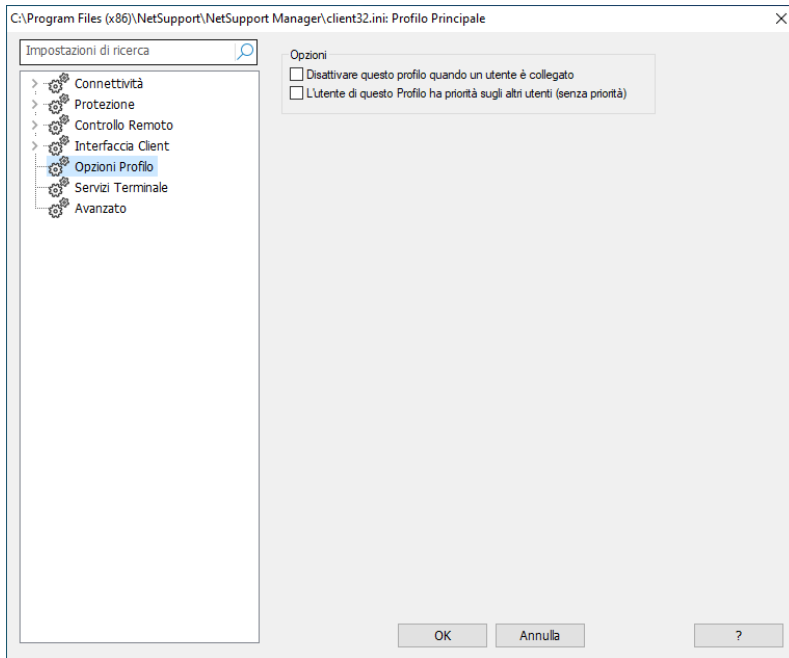 C:\Program Files (x86)\NetSupport\NetSupport Manager\client32.ini: Profilo Principale
Impostazioni di ricerca
Connettività
Protezione
Controllo Remoto
Interfaccia Client
Opzioni Profilo
Servizi Terminale
Avanzato
Opzioni
Disattivare questo profilo quando un utente è collegato
L'utente di questo Profilo ha priorità sugli altri utenti (senza priorità)
OK
Annulla
?